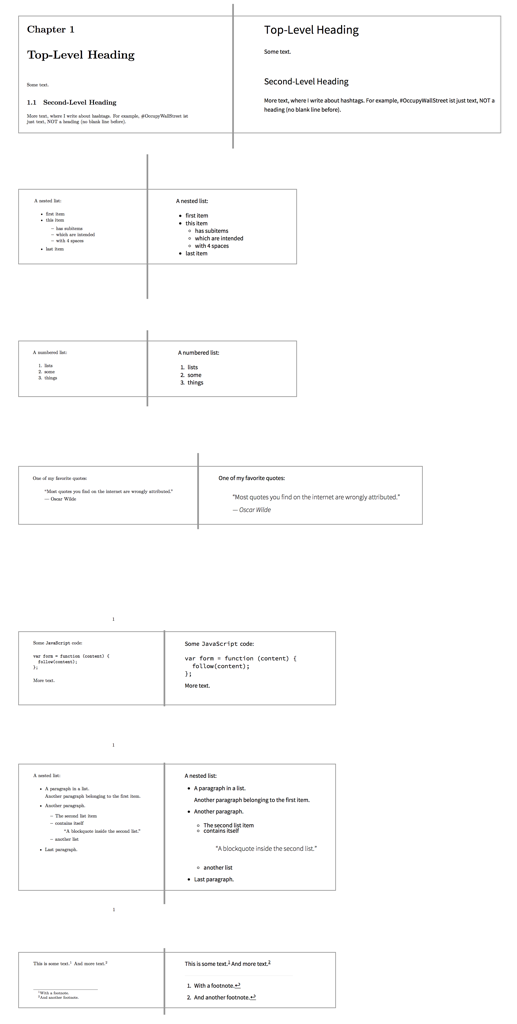 Chapter 1
Top-Level Heading
Some text.
1.1 Second-Level Heading
More text, where I write about hashtags. For example, #OccupyWallStreet ist
just text, NOT a heading (no blank line before).
Top-Level Heading
Some text.
Second-Level Heading
More text, where I write about hashtags. For example, #OccupyWallStreet ist just text, NOT a
heading (no blank line before).
A nested list:
• first item
• this item
– has subitems
– which are intended
– with 4 spaces
• last item
A nested list:
• first item
• this item
◦ has subitems
◦ which are intended
◦ with 4 spaces
• last item
A numbered list:
1. lists
2. some
3. things
A numbered list:
1. lists
2. some
3. things
One of my favorite quotes:
“Most quotes you find on the internet are wrongly attributed.”
— Oscar Wilde
One of my favorite quotes:
“Most quotes you find on the internet are wrongly attributed.”
— Oscar Wilde
1
Some JavaScript code:
var form = function (content) {
follow(content);
};
More text.
Some JavaScript code:
var form = function (content) {
follow(content);
};
More text.
1
A nested list:
• A paragraph in a list.
Another paragraph belonging to the first item.
• Another paragraph.
– The second list item
– contains itself
“A blockquote inside the second list.”
– another list
• Last paragraph.
A nested list:
• A paragraph in a list.
Another paragraph belonging to the first item.
• Another paragraph.
◦ The second list item
◦ contains itself
“A blockquote inside the second list.”
◦ another list
• Last paragraph.
1
This is some text.¹ And more text.²
¹With a footnote.
²And another footnote.
This is some text.¹ And more text.²
1. With a footnote.↩
2. And another footnote.↩